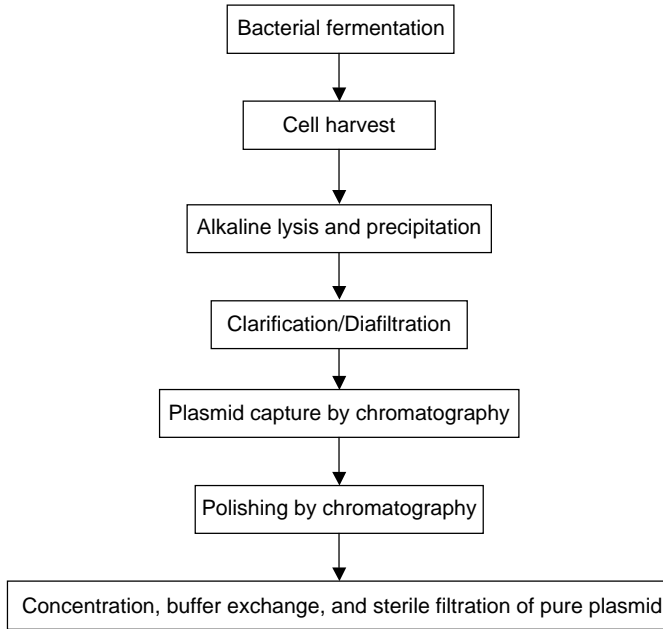 Bacterial fermentation
Cell harvest
Alkaline lysis and precipitation
Clarification/Diafiltration
Plasmid capture by chromatography
Polishing by chromatography
Concentration, buffer exchange, and sterile filtration of pure plasmid